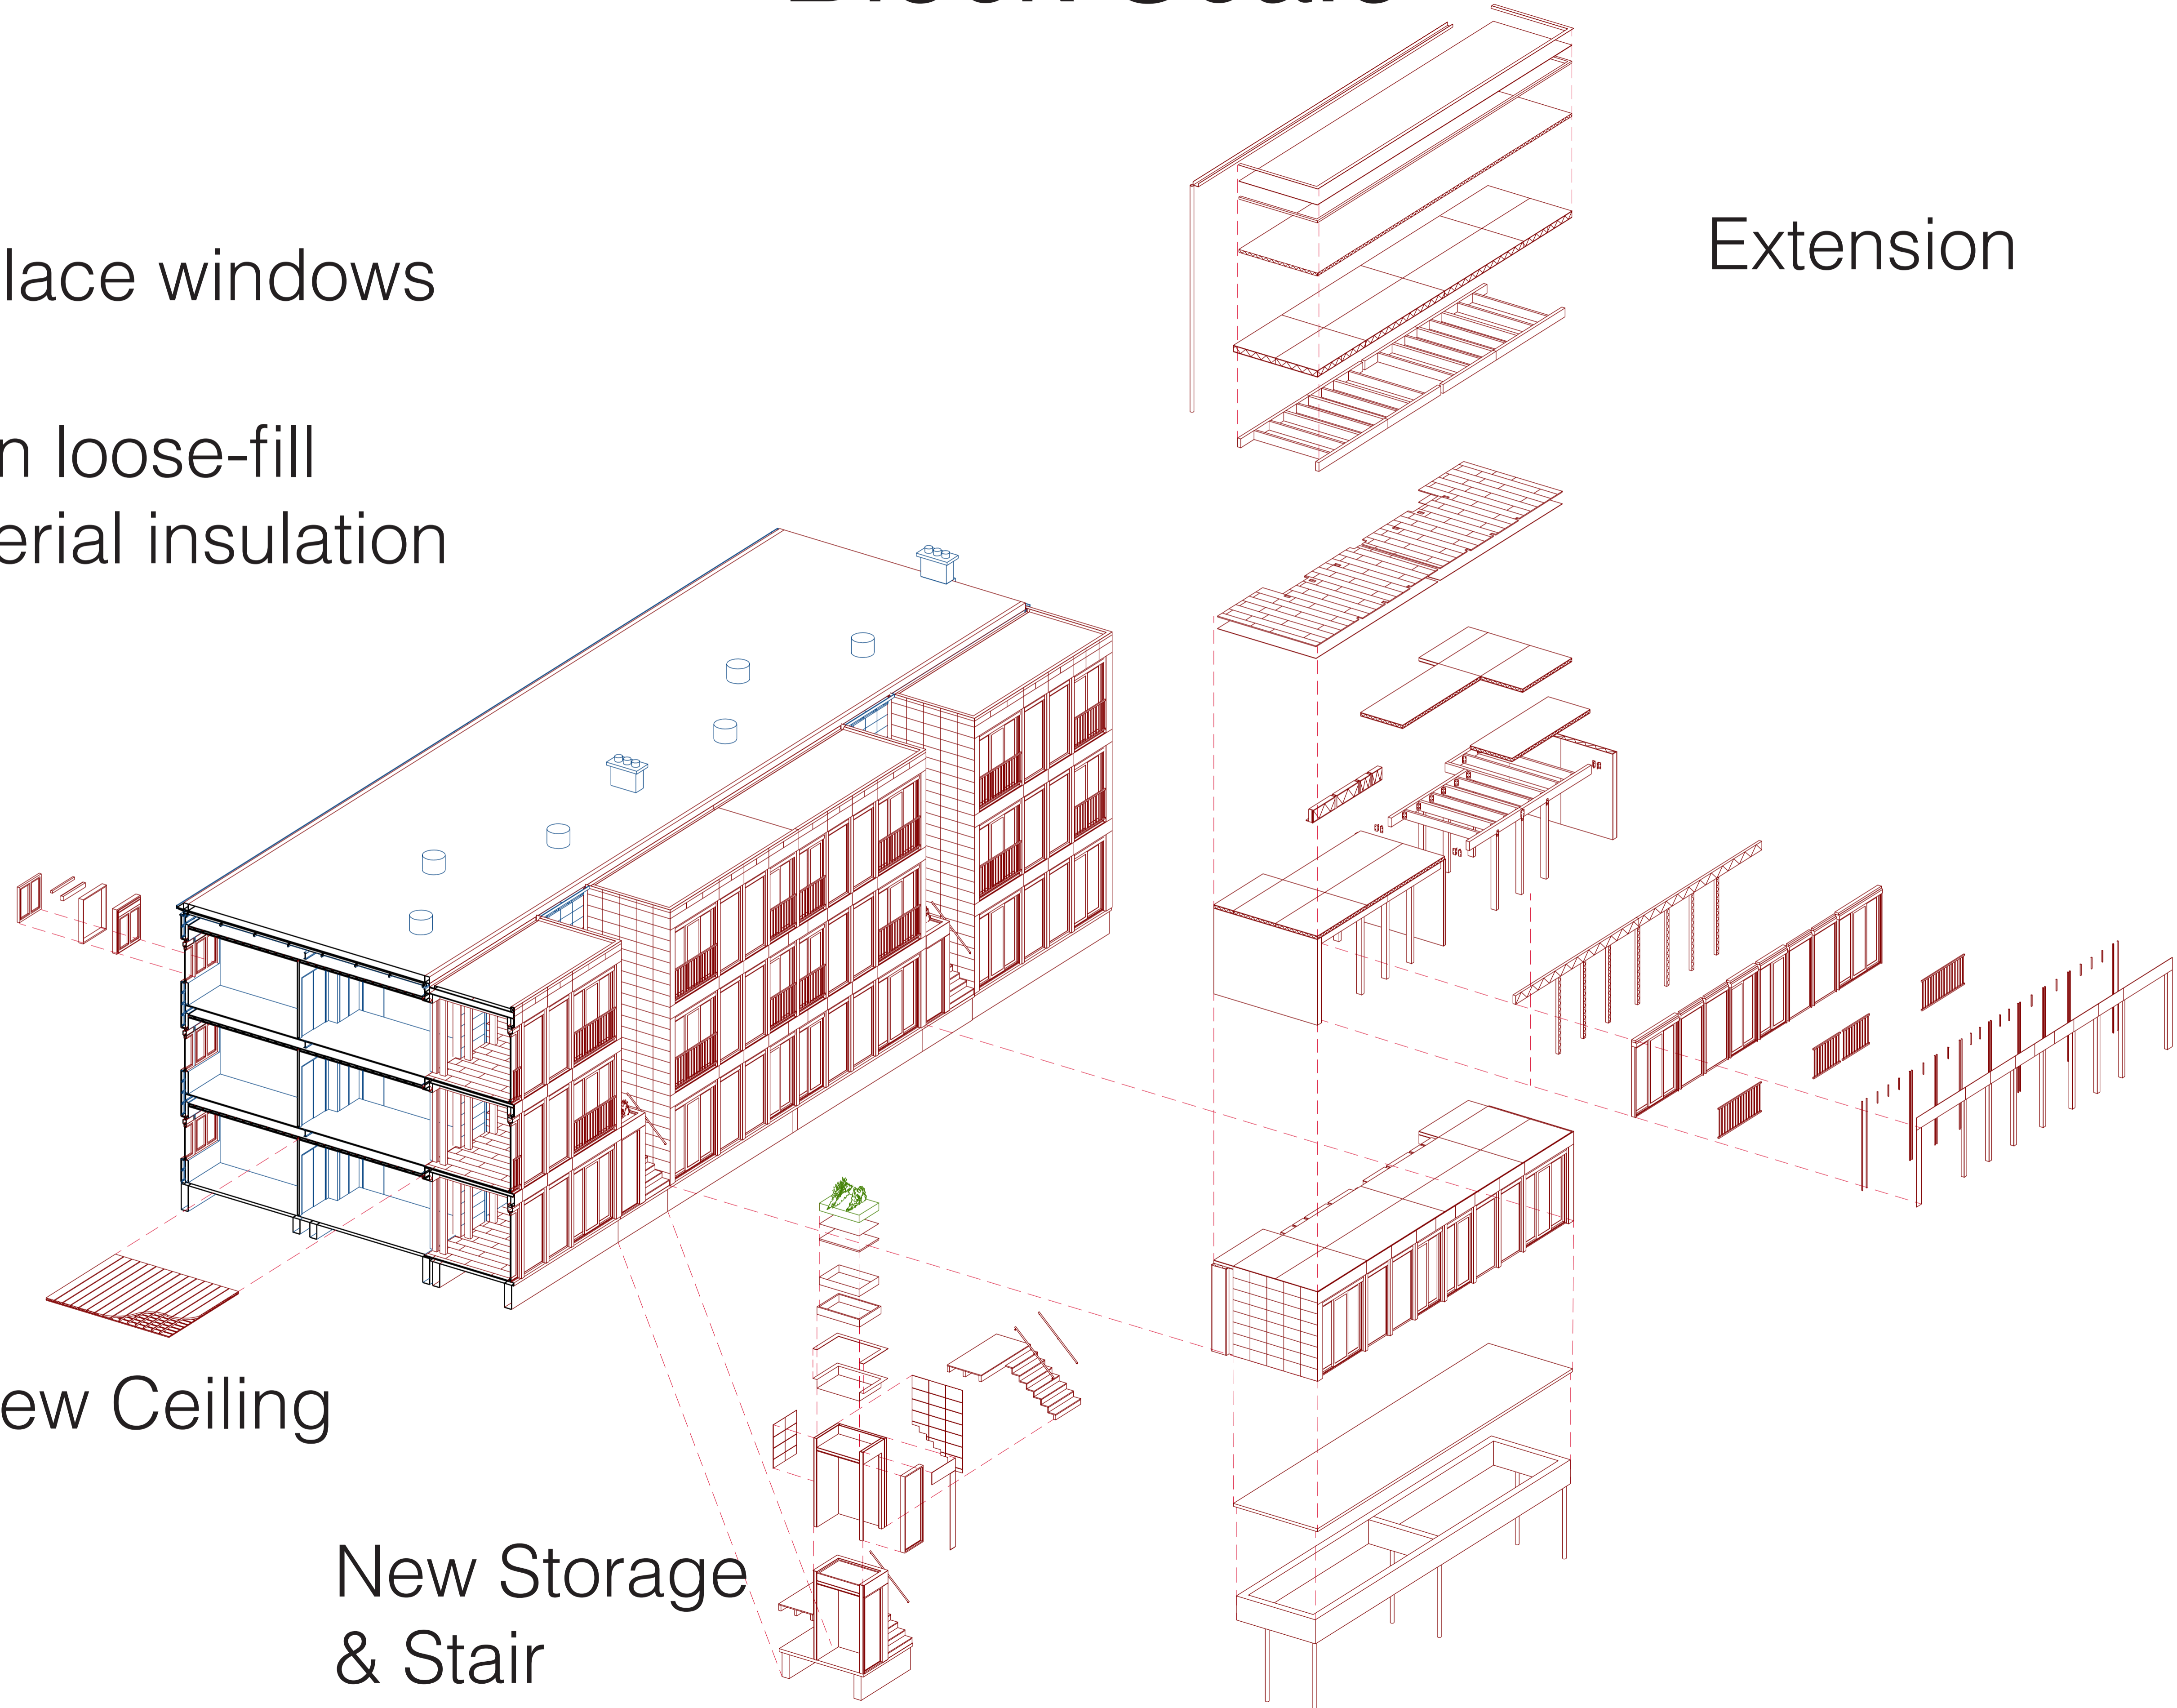 lace windows
Extension
n loose-fill
erial insulation
ew Ceiling
New Storage
& Stair